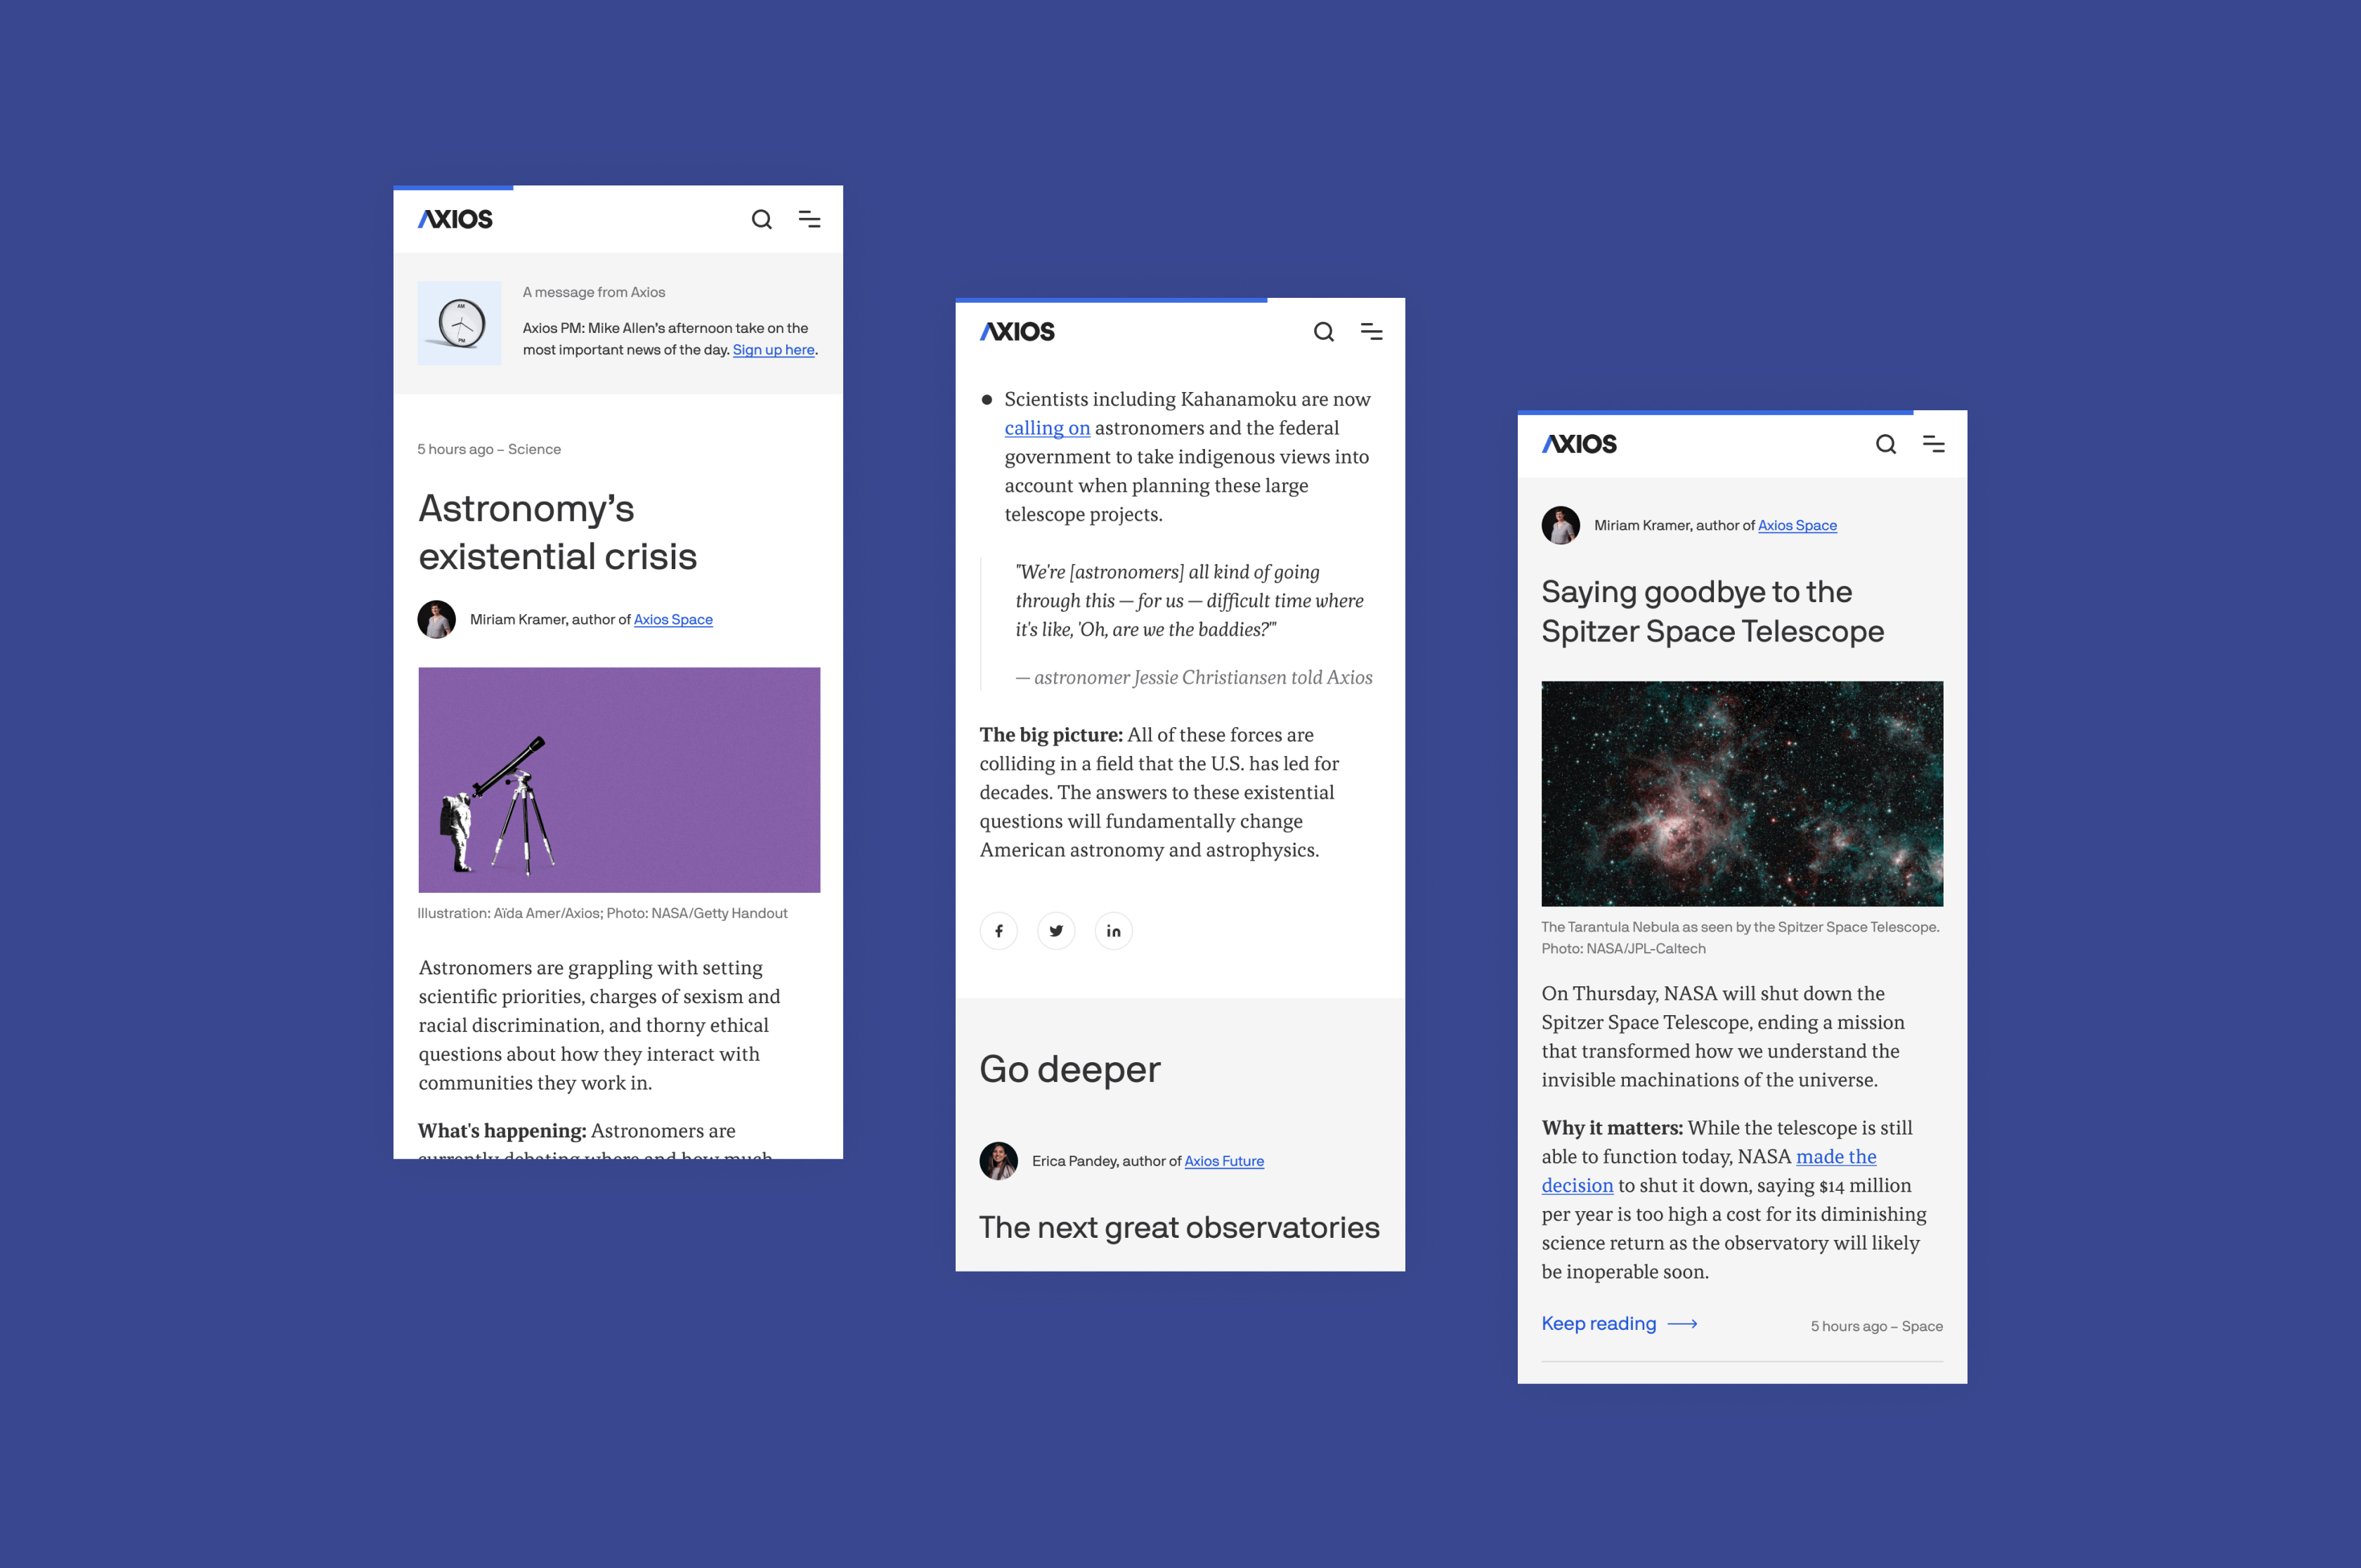 AXIOS
A message from Axios
Axios PM: Mike Allen's afternoon take on the
most important news of the day. Sign up here.
AM
PM
5 hours ago – Science
Astronomy’s
existential crisis
Miriam Kramer, author of Axios Space
Illustration: Aïda Amer/Axios; Photo: NASA/Getty Handout
Astronomers are grappling with setting
scientific priorities, charges of sexism and
racial discrimination, and thorny ethical
questions about how they interact with
communities they work in.
What's happening: Astronomers are
currently debating where and how much
AXIOS
● Scientists including Kahanamoku are now
calling on astronomers and the federal
government to take indigenous views into
account when planning these large
telescope projects.
"We're [astronomers] all kind of going
through this — for us — difficult time where
it's like, 'Oh, are we the baddies?'"
— astronomer Jessie Christiansen told Axios
The big picture: All of these forces are
colliding in a field that the U.S. has led for
decades. The answers to these existential
questions will fundamentally change
American astronomy and astrophysics.
Go deeper
Erica Pandey, author of Axios Future
The next great observatories
AXIOS
Miriam Kramer, author of Axios Space
Saying goodbye to the
Spitzer Space Telescope
The Tarantula Nebula as seen by the Spitzer Space Telescope.
Photo: NASA/JPL-Caltech
On Thursday, NASA will shut down the
Spitzer Space Telescope, ending a mission
that transformed how we understand the
invisible machinations of the universe.
Why it matters: While the telescope is still
able to function today, NASA made the
decision to shut it down, saying $14 million
per year is too high a cost for its diminishing
science return as the observatory will likely
be inoperable soon.
Keep reading ⟶
5 hours ago – Space